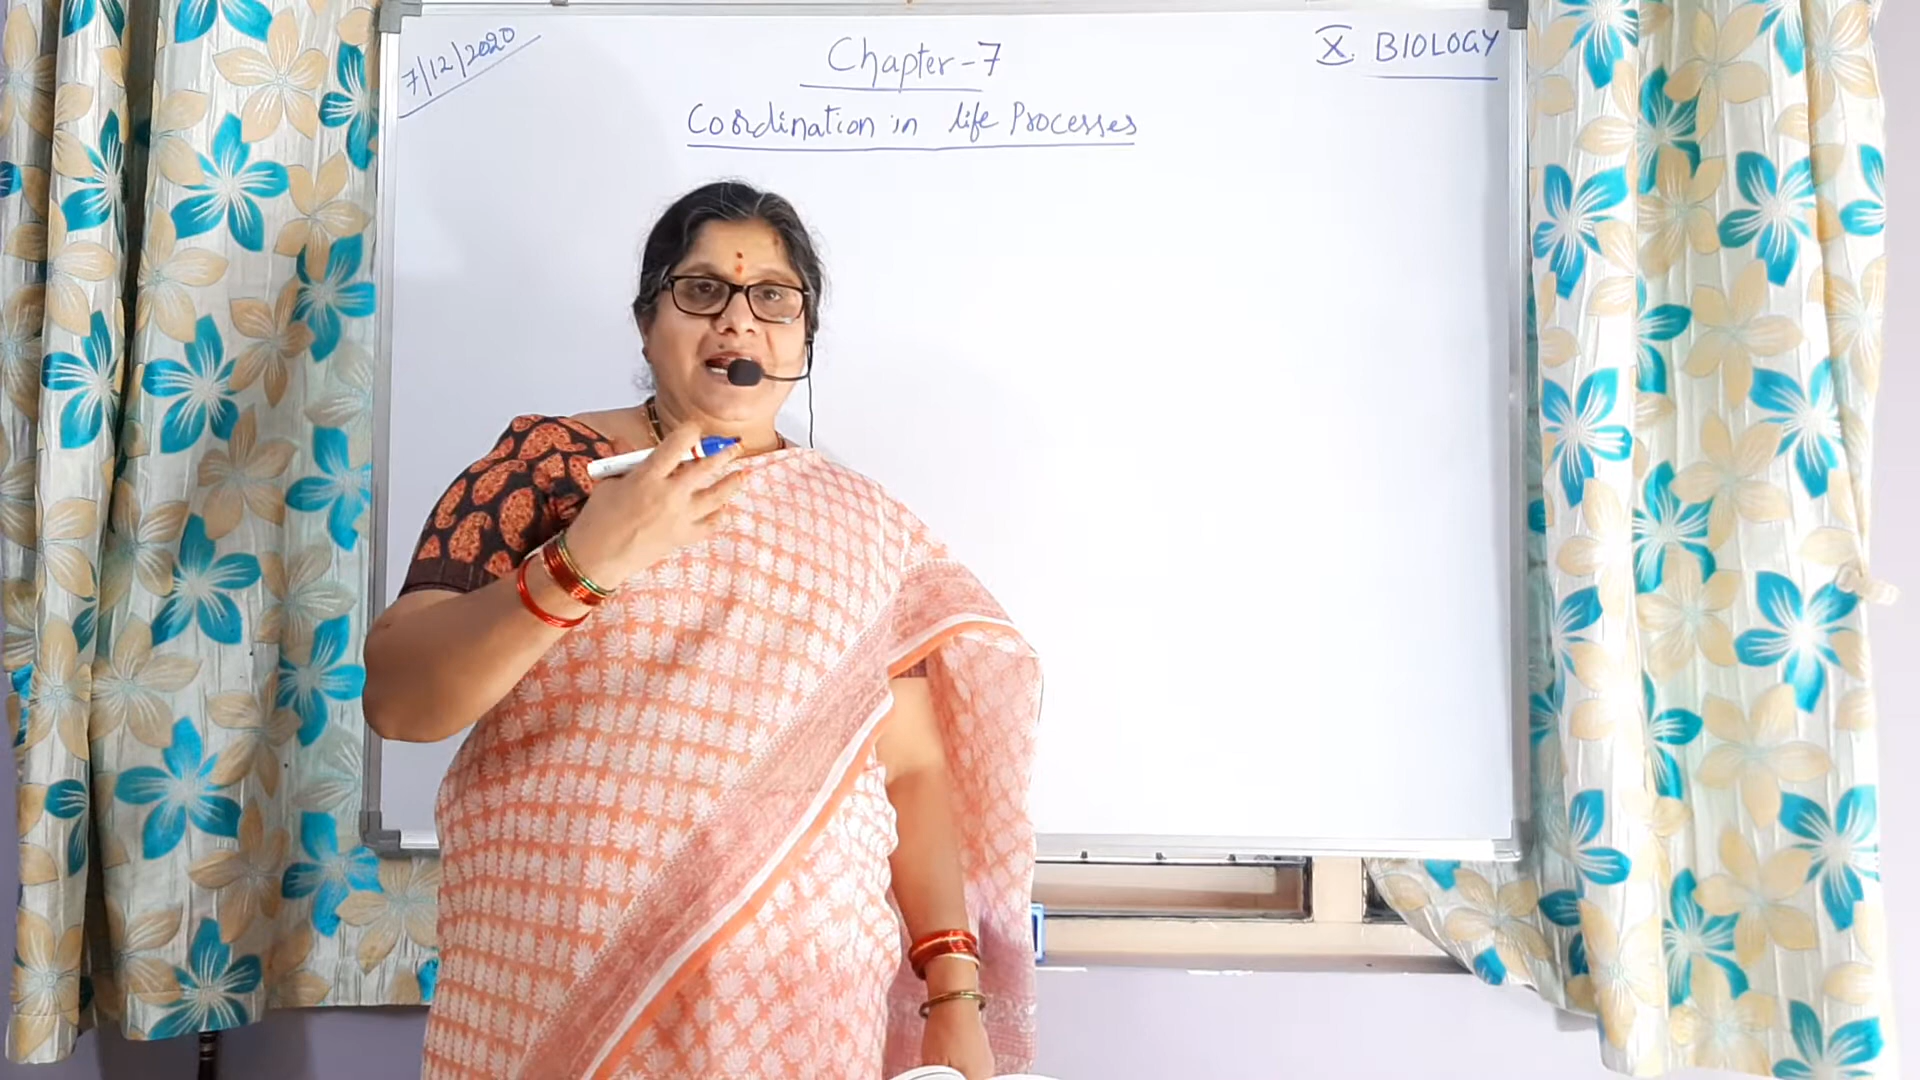 7/12/2020
Chapter-7
X. BIOLOGY
Coordination in life Processes